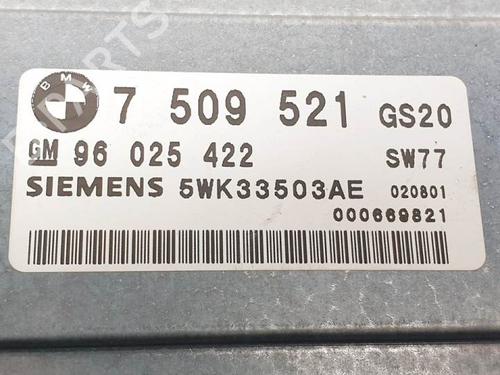 BMW 7 509 521 GS20
GM 96 025 422 SW77
SIEMENS 5WK33503AE 020801
000669821